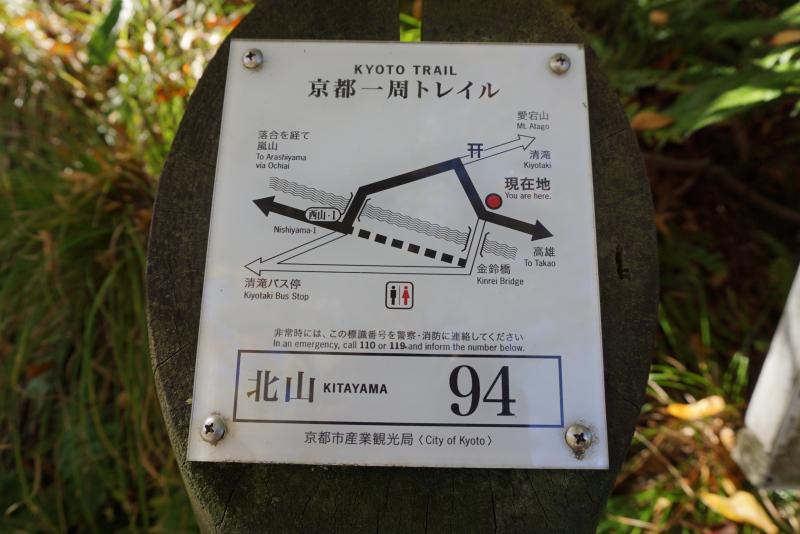 KYOTO TRAIL
京都一周トレイル
愛宕山
Mt. Atago
落合を経て
嵐山
To Arashiyama
via Ochiai
清滝
Kiyotaki
現在地
You are here.
西山-1
Nishiyama-1
高雄
To Takao
金鈴橋
Kinrei Bridge
清滝バス停
Kiyotaki Bus Stop
非常時には、この標識番号を警察・消防に連絡してください
In an emergency, call 110 or 119 and inform the number below.
北山 KITAYAMA 94
京都市産業観光局〈City of Kyoto〉